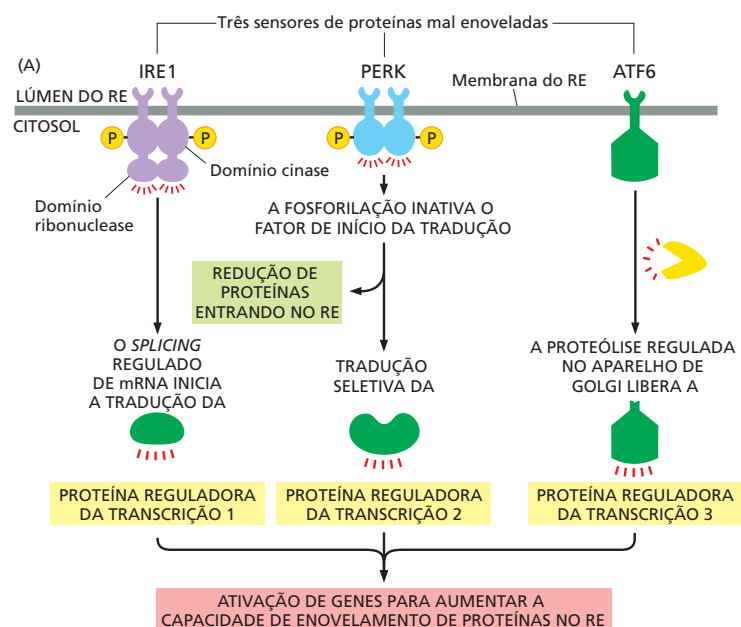 Três sensores de proteínas mal enoveladas
(A)
IRE1
PERK
ATF6
Membrana do RE
LÚMEN DO RE
CITOSOL
P
P
P
P
Domínio cinase
Domínio
ribonuclease
A FOSFORILAÇÃO INATIVA O
FATOR DE INÍCIO DA TRADUÇÃO
REDUÇÃO DE
PROTEÍNAS
ENTRANDO NO RE
O SPLICING
REGULADO
DE mRNA INICIA
A TRADUÇÃO DA
TRADUÇÃO
SELETIVA DA
A PROTEÓLISE REGULADA
NO APARELHO DE
GOLGI LIBERA A
PROTEÍNA REGULADORA
DA TRANSCRIÇÃO 1
PROTEÍNA REGULADORA
DA TRANSCRIÇÃO 2
PROTEÍNA REGULADORA
DA TRANSCRIÇÃO 3
ATIVAÇÃO DE GENES PARA AUMENTAR A
CAPACIDADE DE ENOVELAMENTO DE PROTEÍNAS NO RE